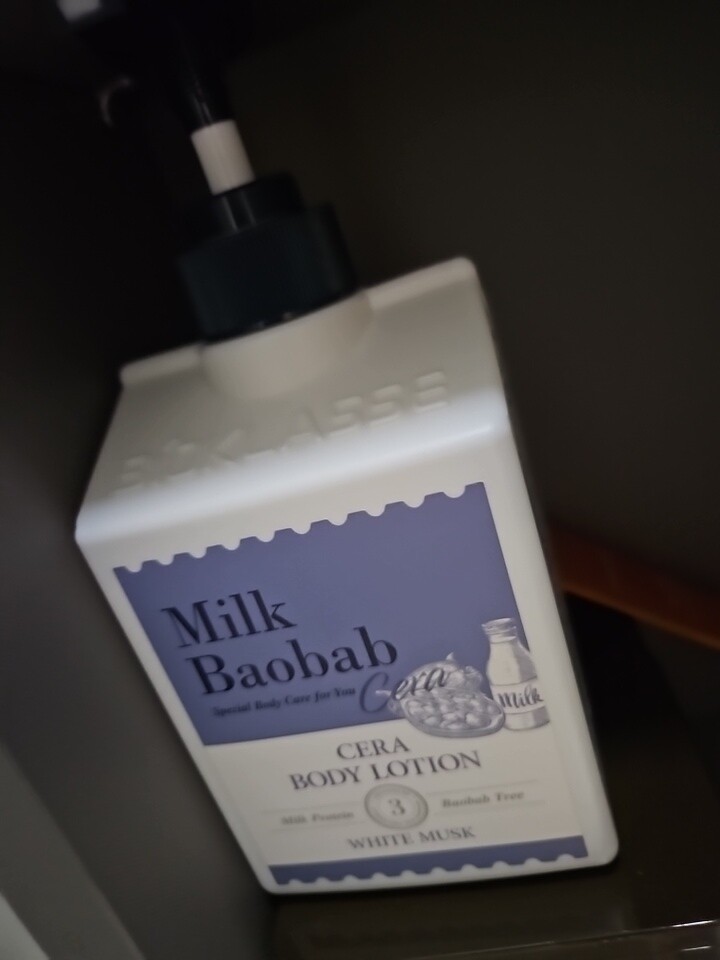 Milk
Baobab
Special Body Care for You
Cera
Milk
CERA
BODY LOTION
Milk Protein 3 Baobab Tree
WHITE MUSK